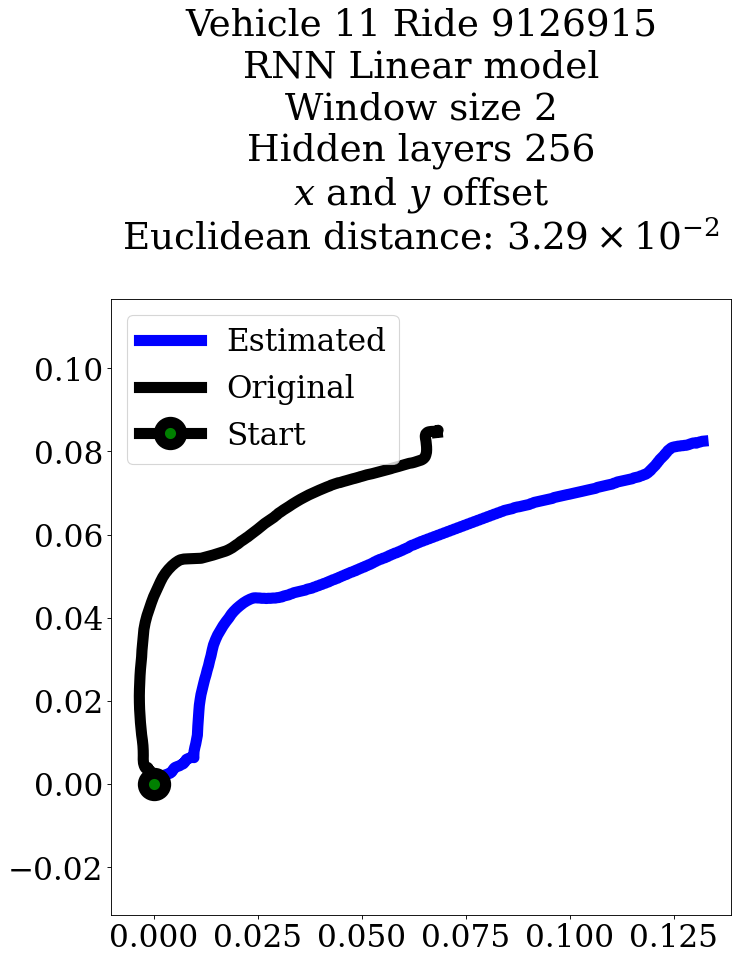 Vehicle 11 Ride 9126915
RNN Linear model
Window size 2
Hidden layers 256
x and y offset
Euclidean distance: 3.29 × 10⁻²
Estimated
Original
Start
0.10
0.08
0.06
0.04
0.02
0.00
−0.02
0.000 0.025 0.050 0.075 0.100 0.125